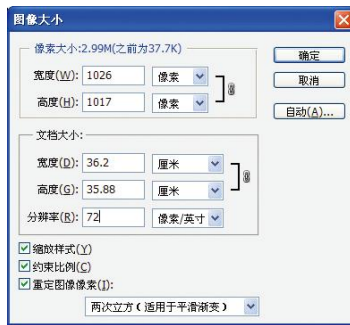 图像大小
像素大小:2.99M(之前为37.7K)
确定
宽度(W): 1026 像素
取消
高度(H): 1017 像素
自动(A)...
文档大小:
宽度(D): 36.2 厘米
高度(G): 35.88 厘米
分辨率(R): 72 像素/英寸
缩放样式(Y)
约束比例(C)
重定图像像素(I):
两次立方(适用于平滑渐变)